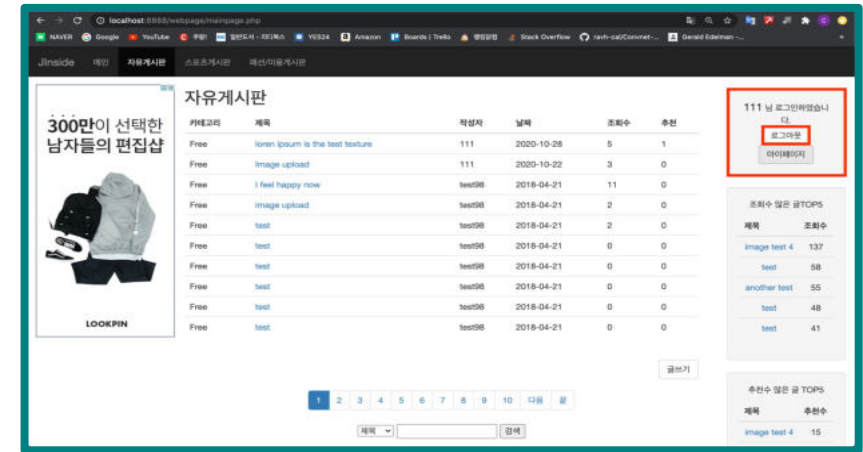 localhost:8888/webpage/mainpage.php
NAVER Google YouTube 쿠팡! 일반도서 - 리디북스 YES24 Amazon Boards | Trello Stack Overflow Gerald Edelman -...
JInside 메인 자유게시판 스포츠게시판 패션/미용게시판
300만이 선택한
남자들의 편집샵
LOOKPIN
자유게시판
카테고리 제목 작성자 날짜 조회수 추천
Free loren ipsum is the test texture 111 2020-10-28 5 1
Free Image upload 111 2020-10-22 3 0
Free I feel happy now test98 2018-04-21 11 0
Free image upload test98 2018-04-21 2 0
Free test test98 2018-04-21 2 0
Free test test98 2018-04-21 0 0
Free test test98 2018-04-21 0 0
Free test test98 2018-04-21 0 0
Free test test98 2018-04-21 0 0
Free test test98 2018-04-21 0 0
글쓰기
1 2 3 4 5 6 7 8 9 10 다음 끝
제목 검색
111 님 로그인하였습니
다.
로그아웃
마이페이지
조회수 많은 글TOP5
제목 조회수
image test 4 137
test 58
another test 55
test 48
test 41
추천수 많은 글 TOP5
제목 추천수
image test 4 15